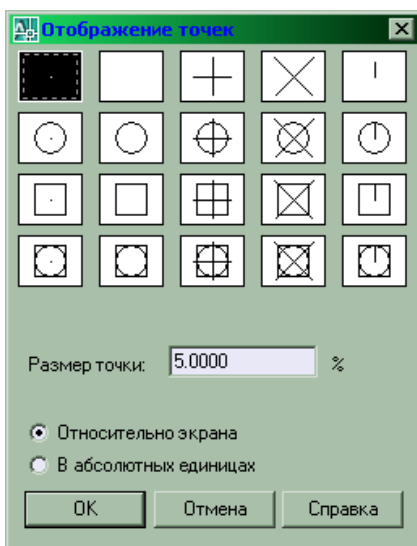 Отображение точек
Размер точки: 5.0000 %
Относительно экрана
В абсолютных единицах
OK Отмена Справка